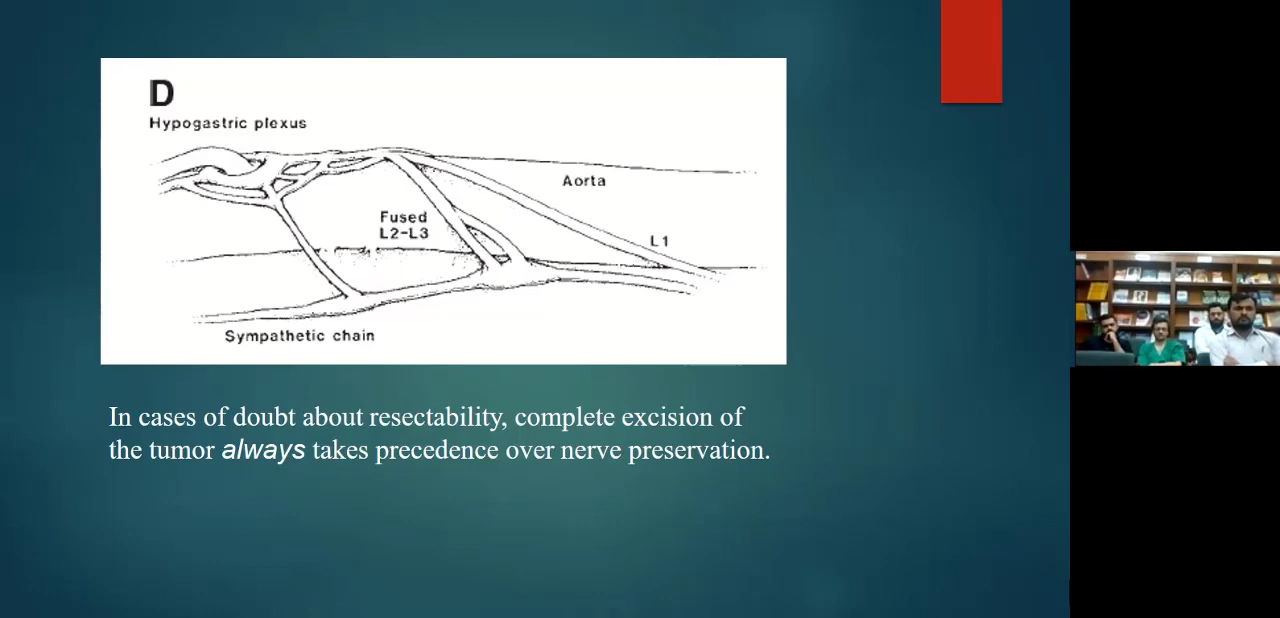 D
Hypogastric plexus
Aorta
Fused
L2-L3
L1
Sympathetic chain
In cases of doubt about resectability, complete excision of
the tumor always takes precedence over nerve preservation.